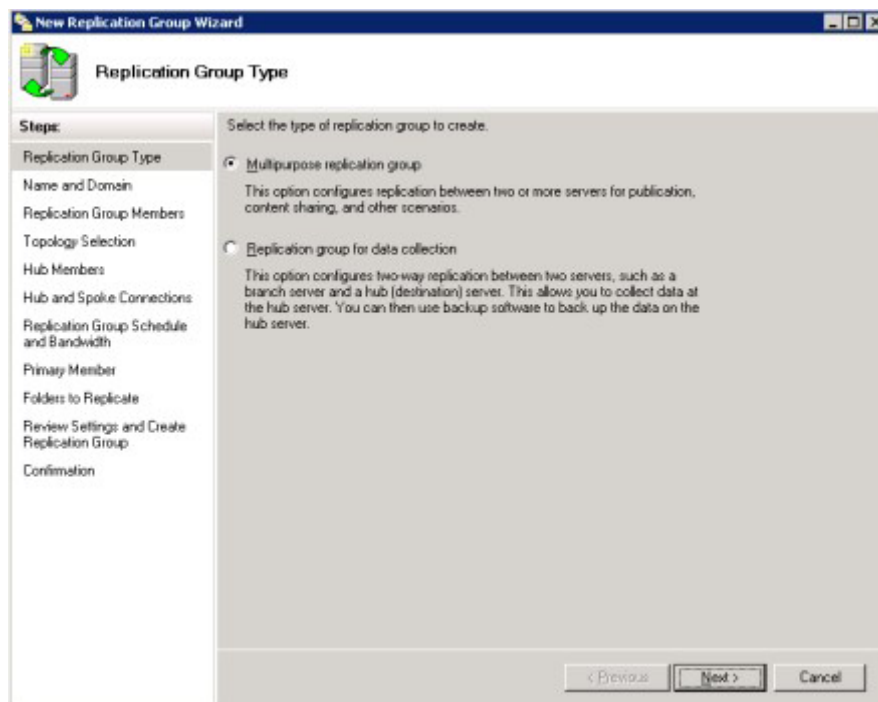 New Replication Group Wizard
Replication Group Type
Steps:
Replication Group Type
Name and Domain
Replication Group Members
Topology Selection
Hub Members
Hub and Spoke Connections
Replication Group Schedule
and Bandwidth
Primary Member
Folders to Replicate
Review Settings and Create
Replication Group
Confirmation
Select the type of replication group to create.
Multipurpose replication group
This option configures replication between two or more servers for publication,
content sharing, and other scenarios.
Replication group for data collection
This option configures two-way replication between two servers, such as a
branch server and a hub (destination) server. This allows you to collect data at
the hub server. You can then use backup software to back up the data on the
hub server.
< Previous
Next >
Cancel